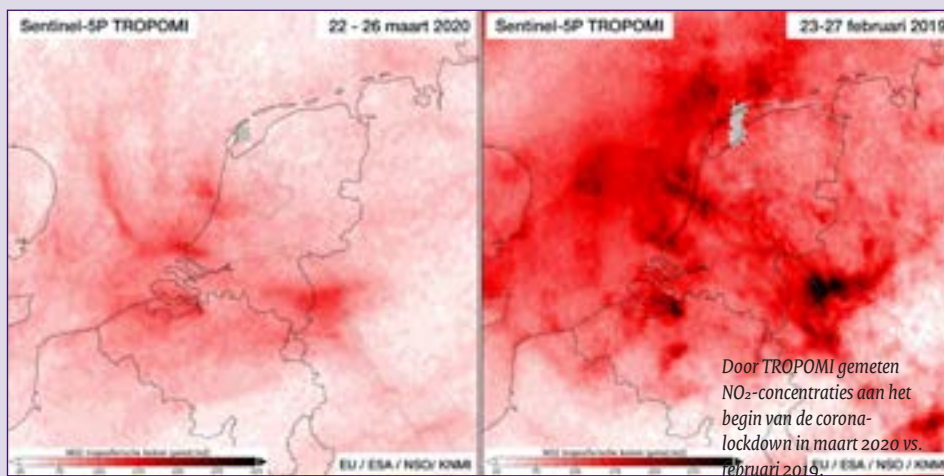 Sentinel-5P TROPOMI 22 - 26 maart 2020
Sentinel-5P TROPOMI 23-27 februari 2019
Door TROPOMI gemeten
NO₂-concentraties aan het
begin van de corona-
lockdown in maart 2020 vs.
februari 2019.
EU / ESA / NSO/ KNMI
EU / ESA / NSO/ KNMI